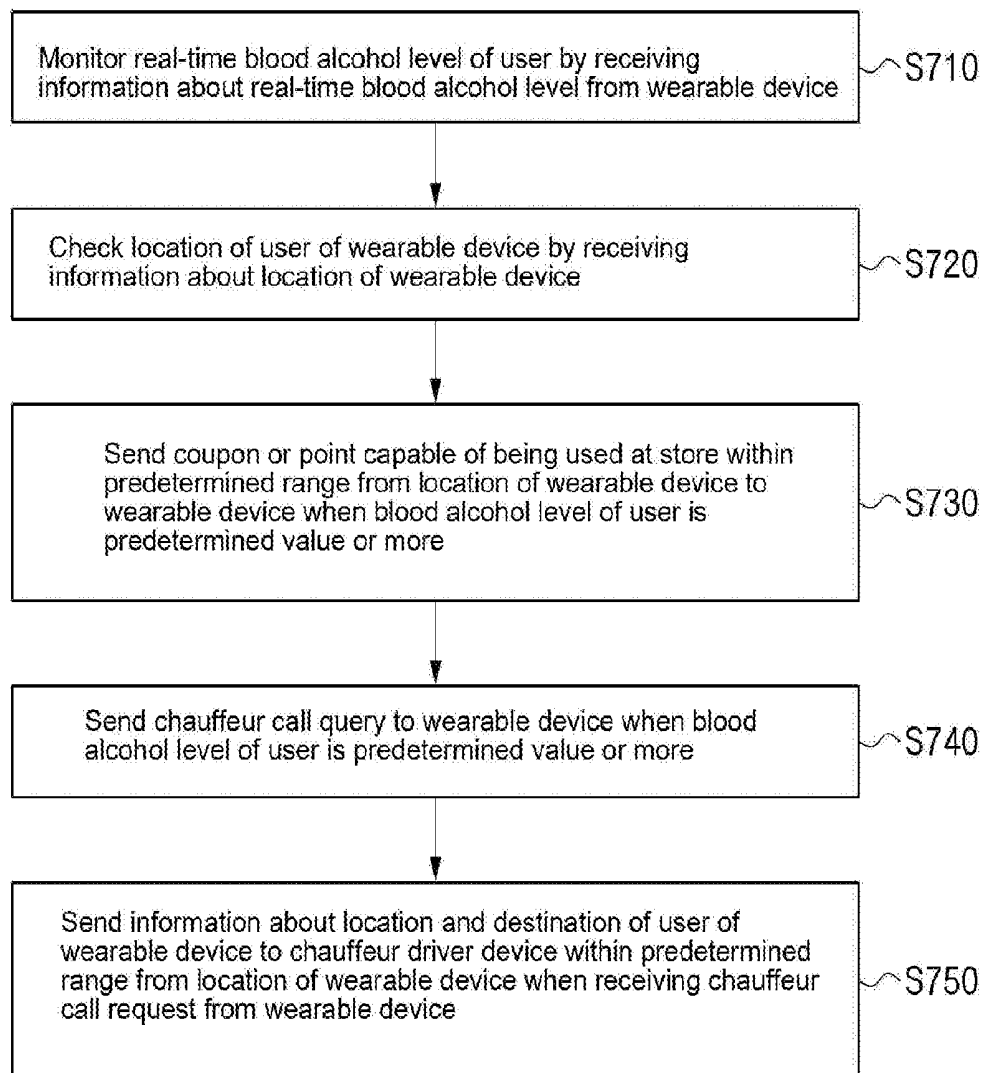 Monitor real-time blood alcohol level of user by receiving
information about real-time blood alcohol level from wearable device
S710
Check location of user of wearable device by receiving
information about location of wearable device
S720
Send coupon or point capable of being used at store within
predetermined range from location of wearable device to
wearable device when blood alcohol level of user is
predetermined value or more
S730
Send chauffeur call query to wearable device when blood
alcohol level of user is predetermined value or more
S740
Send information about location and destination of user of
wearable device to chauffeur driver device within predetermined
range from location of wearable device when receiving chauffeur
call request from wearable device
S750